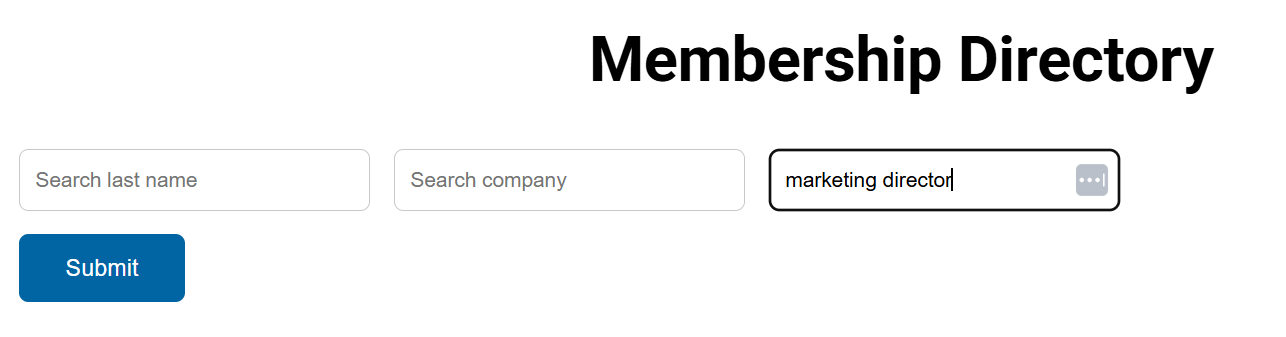 Membership Directory
Search last name
Search company
marketing director
Submit